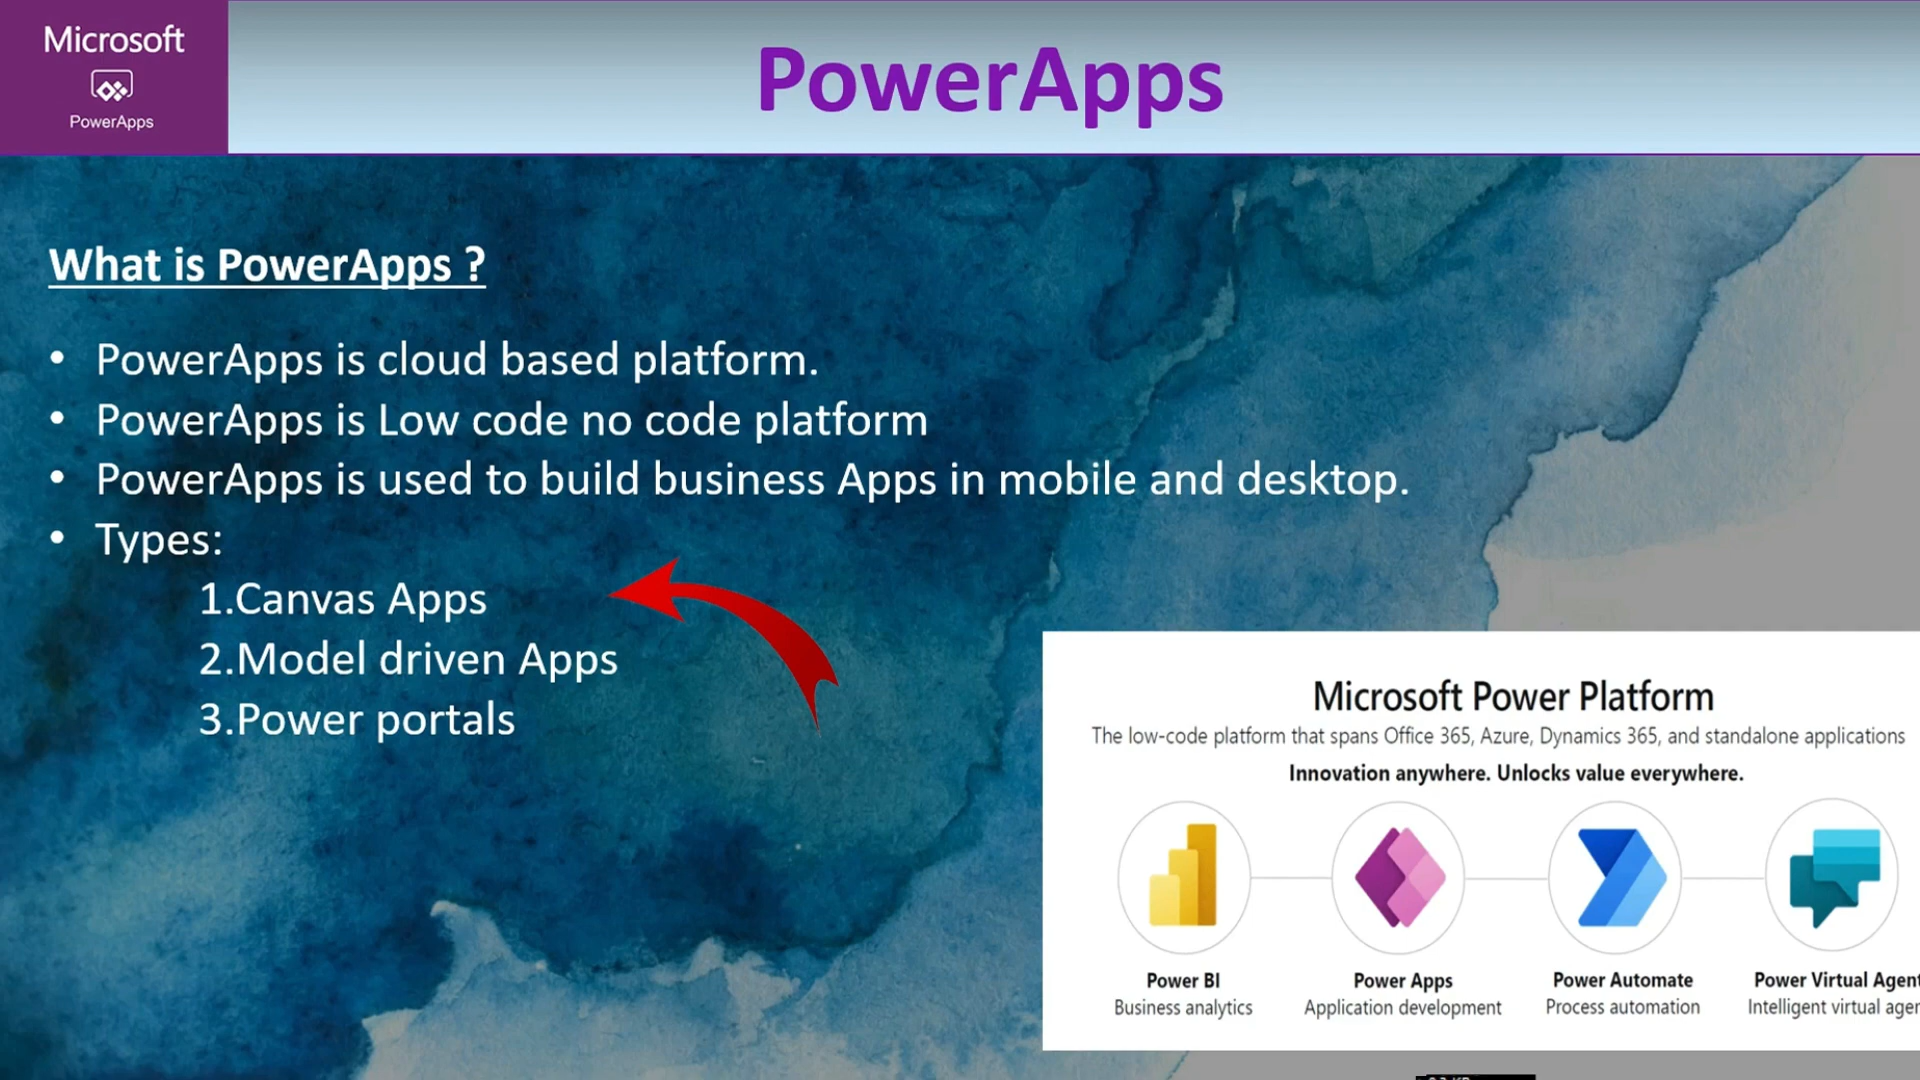 Microsoft
PowerApps
PowerApps
What is PowerApps ?
• PowerApps is cloud based platform.
• PowerApps is Low code no code platform
• PowerApps is used to build business Apps in mobile and desktop.
• Types:
1.Canvas Apps
2.Model driven Apps
3.Power portals
Microsoft Power Platform
The low-code platform that spans Office 365, Azure, Dynamics 365, and standalone applications
Innovation anywhere. Unlocks value everywhere.
Power BI
Business analytics
Power Apps
Application development
Power Automate
Process automation
Power Virtual Agent
Intelligent virtual agen